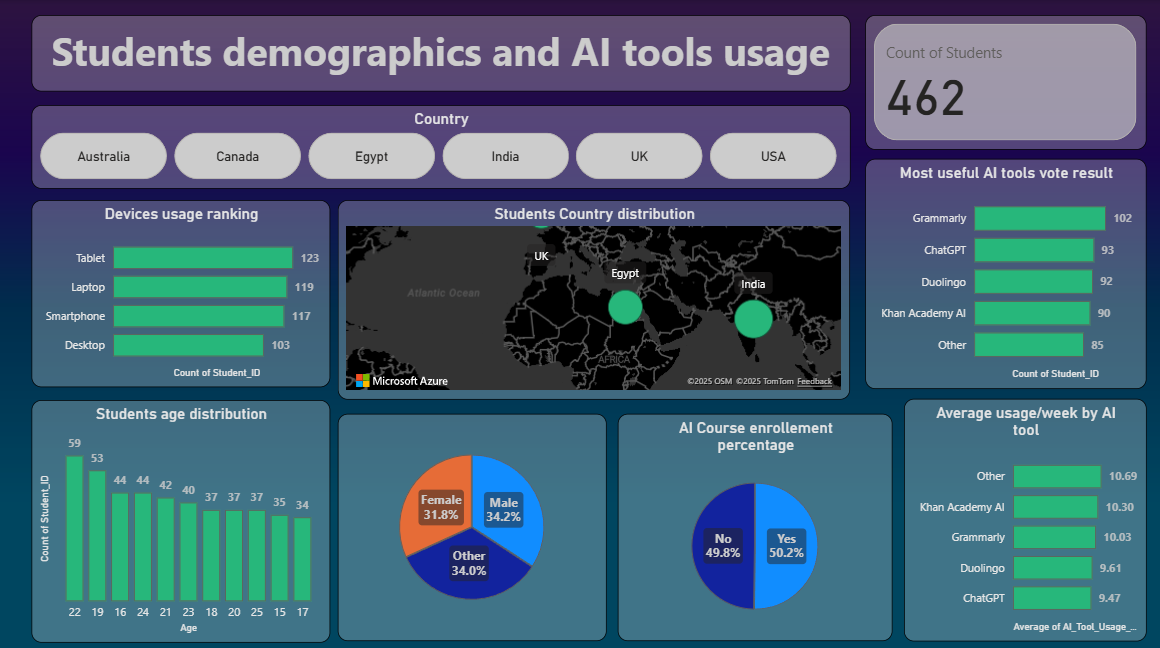 Students demographics and AI tools usage
Count of Students
462
Country
Australia
Canada
Egypt
India
UK
USA
Most useful AI tools vote result
Grammarly 102
ChatGPT 93
Duolingo 92
Khan Academy AI 90
Other 85
Count of Student_ID
Devices usage ranking
Tablet 123
Laptop 119
Smartphone 117
Desktop 103
Count of Student_ID
Students Country distribution
UK
Egypt
India
Atlantic Ocean
AFRICA
Microsoft Azure
©2025 OSM ©2025 TomTom Feedback
Students age distribution
Count of Student_ID
59 53 44 44 42 40 37 37 37 35 34
22 19 16 24 21 23 18 20 25 15 17
Age
Female
31.8%
Male
34.2%
Other
34.0%
AI Course enrollement
percentage
No
49.8%
Yes
50.2%
Average usage/week by AI
tool
Other 10.69
Khan Academy AI 10.30
Grammarly 10.03
Duolingo 9.61
ChatGPT 9.47
Average of AI_Tool_Usage_...